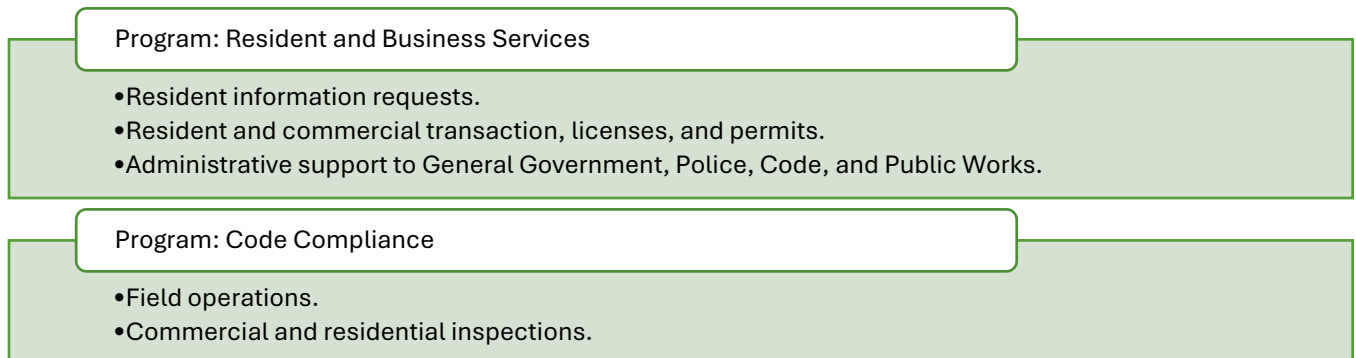 Program: Resident and Business Services
•Resident information requests.
•Resident and commercial transaction, licenses, and permits.
•Administrative support to General Government, Police, Code, and Public Works.
Program: Code Compliance
•Field operations.
•Commercial and residential inspections.